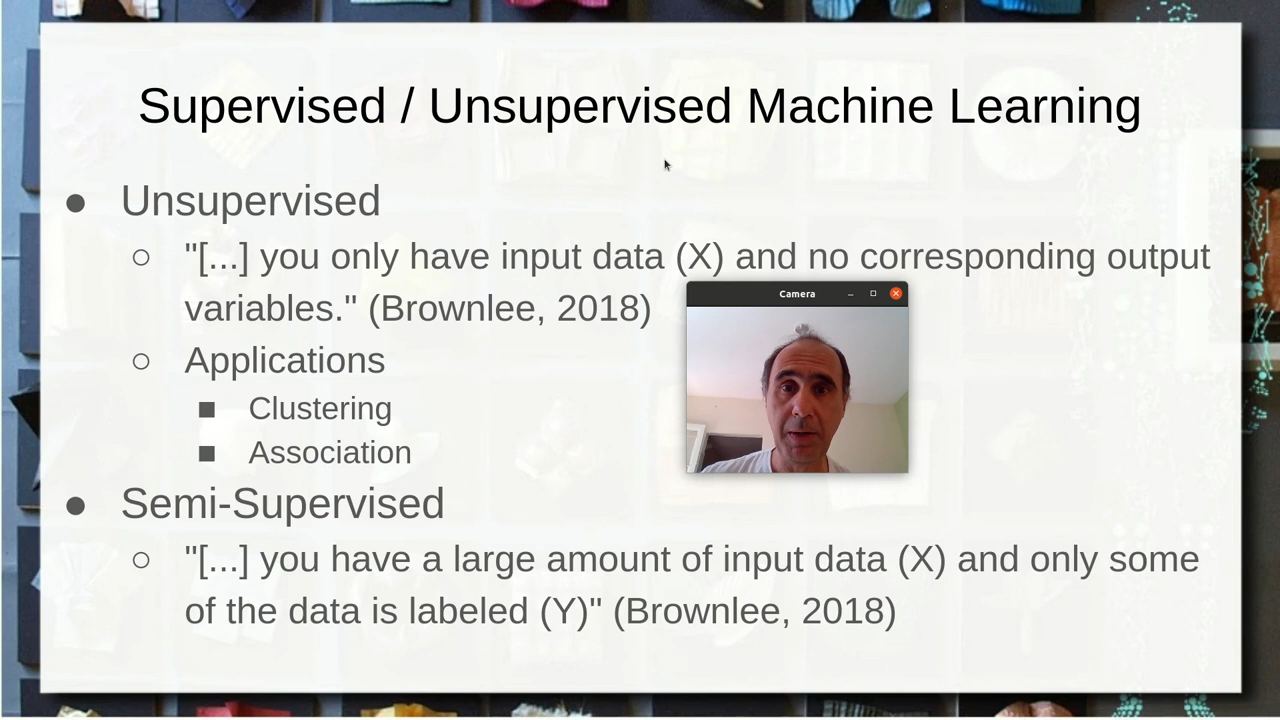 Supervised / Unsupervised Machine Learning
● Unsupervised
○ "[...] you only have input data (X) and no corresponding output
variables." (Brownlee, 2018)
Camera
○ Applications
■ Clustering
■ Association
● Semi-Supervised
○ "[...] you have a large amount of input data (X) and only some
of the data is labeled (Y)" (Brownlee, 2018)